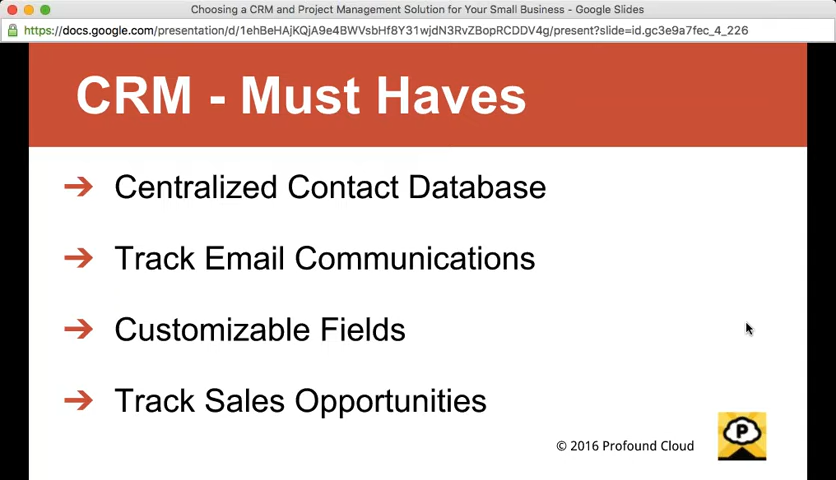 Choosing a CRM and Project Management Solution for Your Small Business - Google Slides
https://docs.google.com/presentation/d/1ehBeHAjKQjA9e4BWVsbHf8Y31wjdN3RvZBopRCDDV4g/present?slide=id.gc3e9a7fec_4_226
CRM - Must Haves
➔ Centralized Contact Database
➔ Track Email Communications
➔ Customizable Fields
➔ Track Sales Opportunities
© 2016 Profound Cloud
P